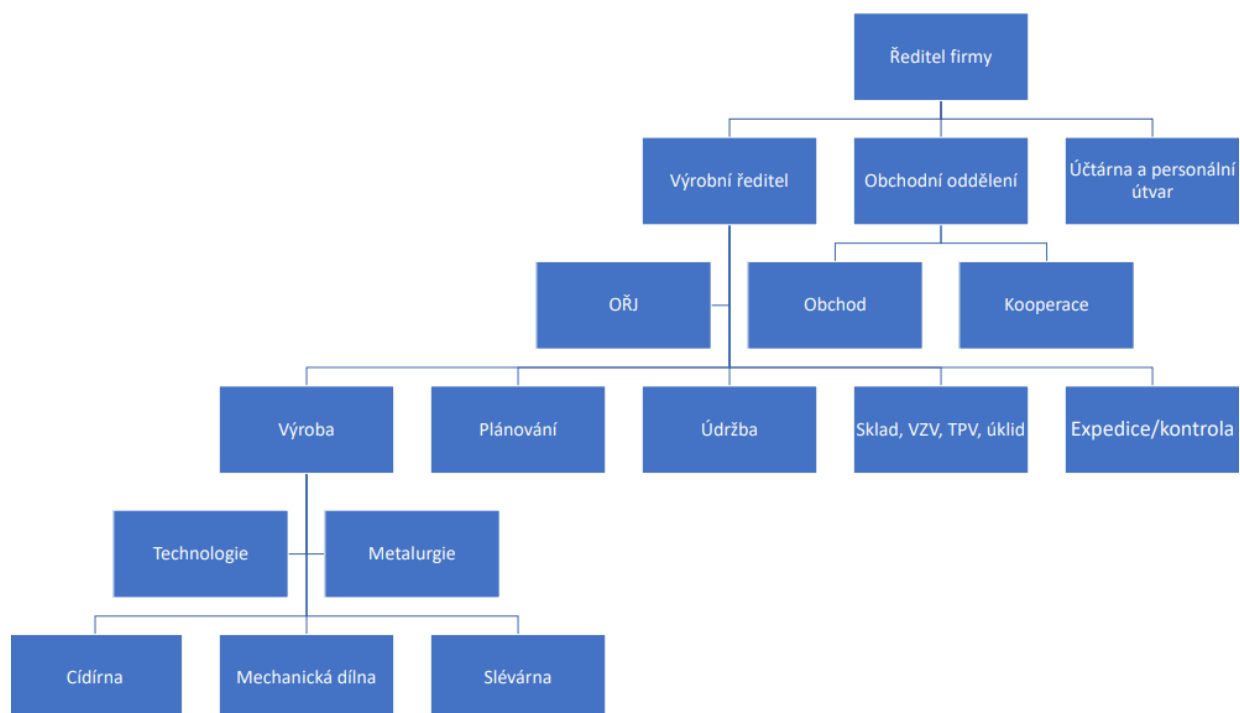 Ředitel firmy
Výrobní ředitel
Obchodní oddělení
Účtárna a personální
útvar
OŘJ
Obchod
Kooperace
Výroba
Plánování
Údržba
Sklad, VZV, TPV, úklid
Expedice/kontrola
Technologie
Metalurgie
Cídírna
Mechanická dílna
Slévárna